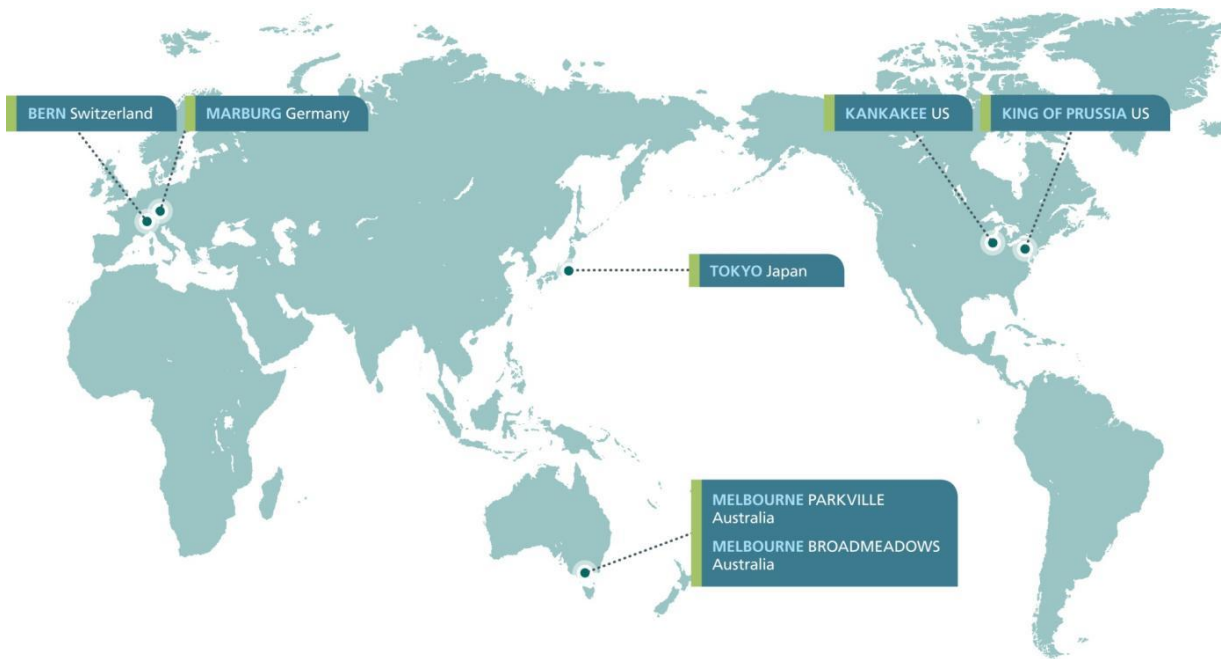 BERN Switzerland
MARBURG Germany
KANKAKEE US
KING OF PRUSSIA US
TOKYO Japan
MELBOURNE PARKVILLE
Australia
MELBOURNE BROADMEADOWS
Australia